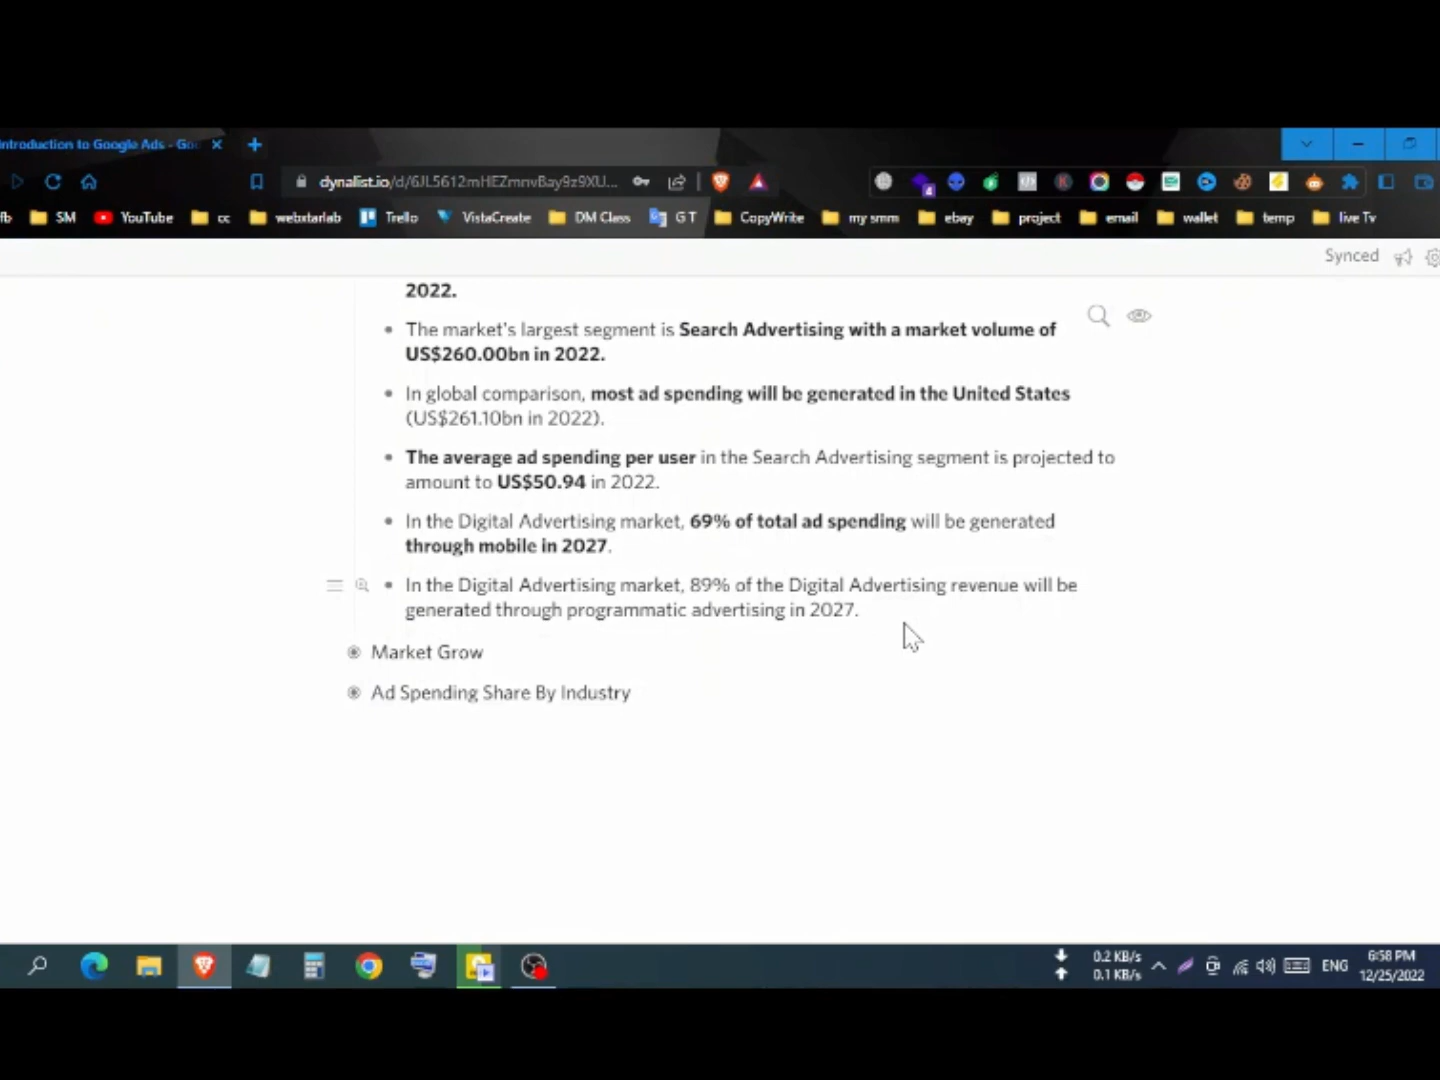 Introduction to Google Ads - Goo
dynalist.io/d/6JL5612mHEZmnvBay9z9XU...
4
fb SM YouTube cc webxtarlab Trello VistaCreate DM Class G T CopyWrite my smm ebay project email wallet temp live Tv
Synced
2022.
The market's largest segment is Search Advertising with a market volume of
US$260.00bn in 2022.
In global comparison, most ad spending will be generated in the United States
(US$261.10bn in 2022).
The average ad spending per user in the Search Advertising segment is projected to
amount to US$50.94 in 2022.
In the Digital Advertising market, 69% of total ad spending will be generated
through mobile in 2027.
In the Digital Advertising market, 89% of the Digital Advertising revenue will be
generated through programmatic advertising in 2027.
Market Grow
Ad Spending Share By Industry
0.2 KB/s
0.1 KB/s
ENG
6:58 PM
12/25/2022